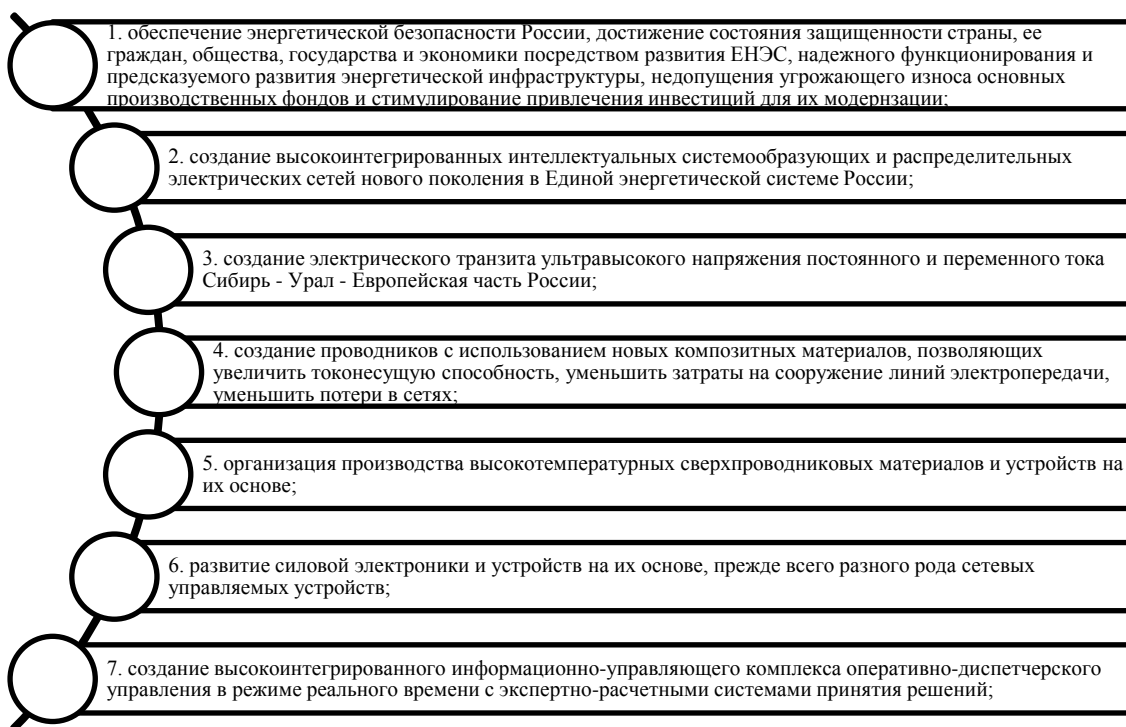 1. обеспечение энергетической безопасности России, достижение состояния защищенности страны, ее
граждан, общества, государства и экономики посредством развития ЕНЭС, надежного функционирования и
предсказуемого развития энергетической инфраструктуры, недопущения угрожающего износа основных
производственных фондов и стимулирование привлечения инвестиций для их модернзации;
2. создание высокоинтегрированных интеллектуальных системообразующих и распределительных
электрических сетей нового поколения в Единой энергетической системе России;
3. создание электрического транзита ультравысокого напряжения постоянного и переменного тока
Сибирь - Урал - Европейская часть России;
4. создание проводников с использованием новых композитных материалов, позволяющих
увеличить токонесущую способность, уменьшить затраты на сооружение линий электропередачи,
уменьшить потери в сетях;
5. организация производства высокотемпературных сверхпроводниковых материалов и устройств на
их основе;
6. развитие силовой электроники и устройств на их основе, прежде всего разного рода сетевых
управляемых устройств;
7. создание высокоинтегрированного информационно-управляющего комплекса оперативно-диспетчерского
управления в режиме реального времени с экспертно-расчетными системами принятия решений;